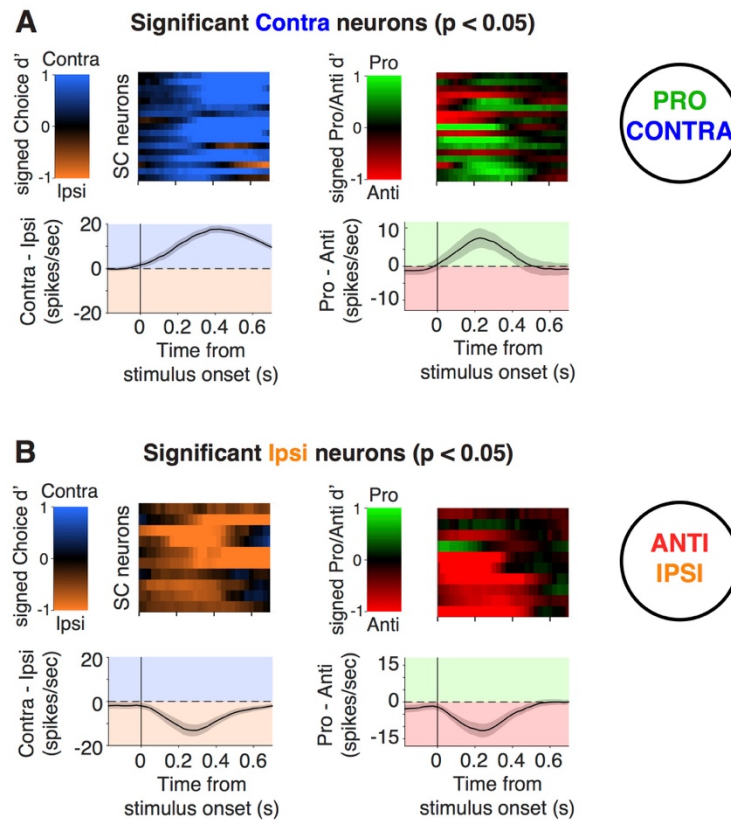 A
Significant Contra neurons (p < 0.05)
Contra
signed Choice d’
1
0
-1
Ipsi
SC neurons
Pro
signed Pro/Anti d’
1
0
-1
Anti
PRO
CONTRA
Contra - Ipsi
(spikes/sec)
20
0
-20
0 0.2 0.4 0.6
Time from
stimulus onset (s)
Pro - Anti
(spikes/sec)
10
0
-10
0 0.2 0.4 0.6
Time from
stimulus onset (s)
B
Significant Ipsi neurons (p < 0.05)
Contra
signed Choice d’
1
0
-1
Ipsi
SC neurons
Pro
signed Pro/Anti d’
1
0
-1
Anti
ANTI
IPSI
Contra - Ipsi
(spikes/sec)
20
0
-20
0 0.2 0.4 0.6
Time from
stimulus onset (s)
Pro - Anti
(spikes/sec)
15
0
-15
0 0.2 0.4 0.6
Time from
stimulus onset (s)